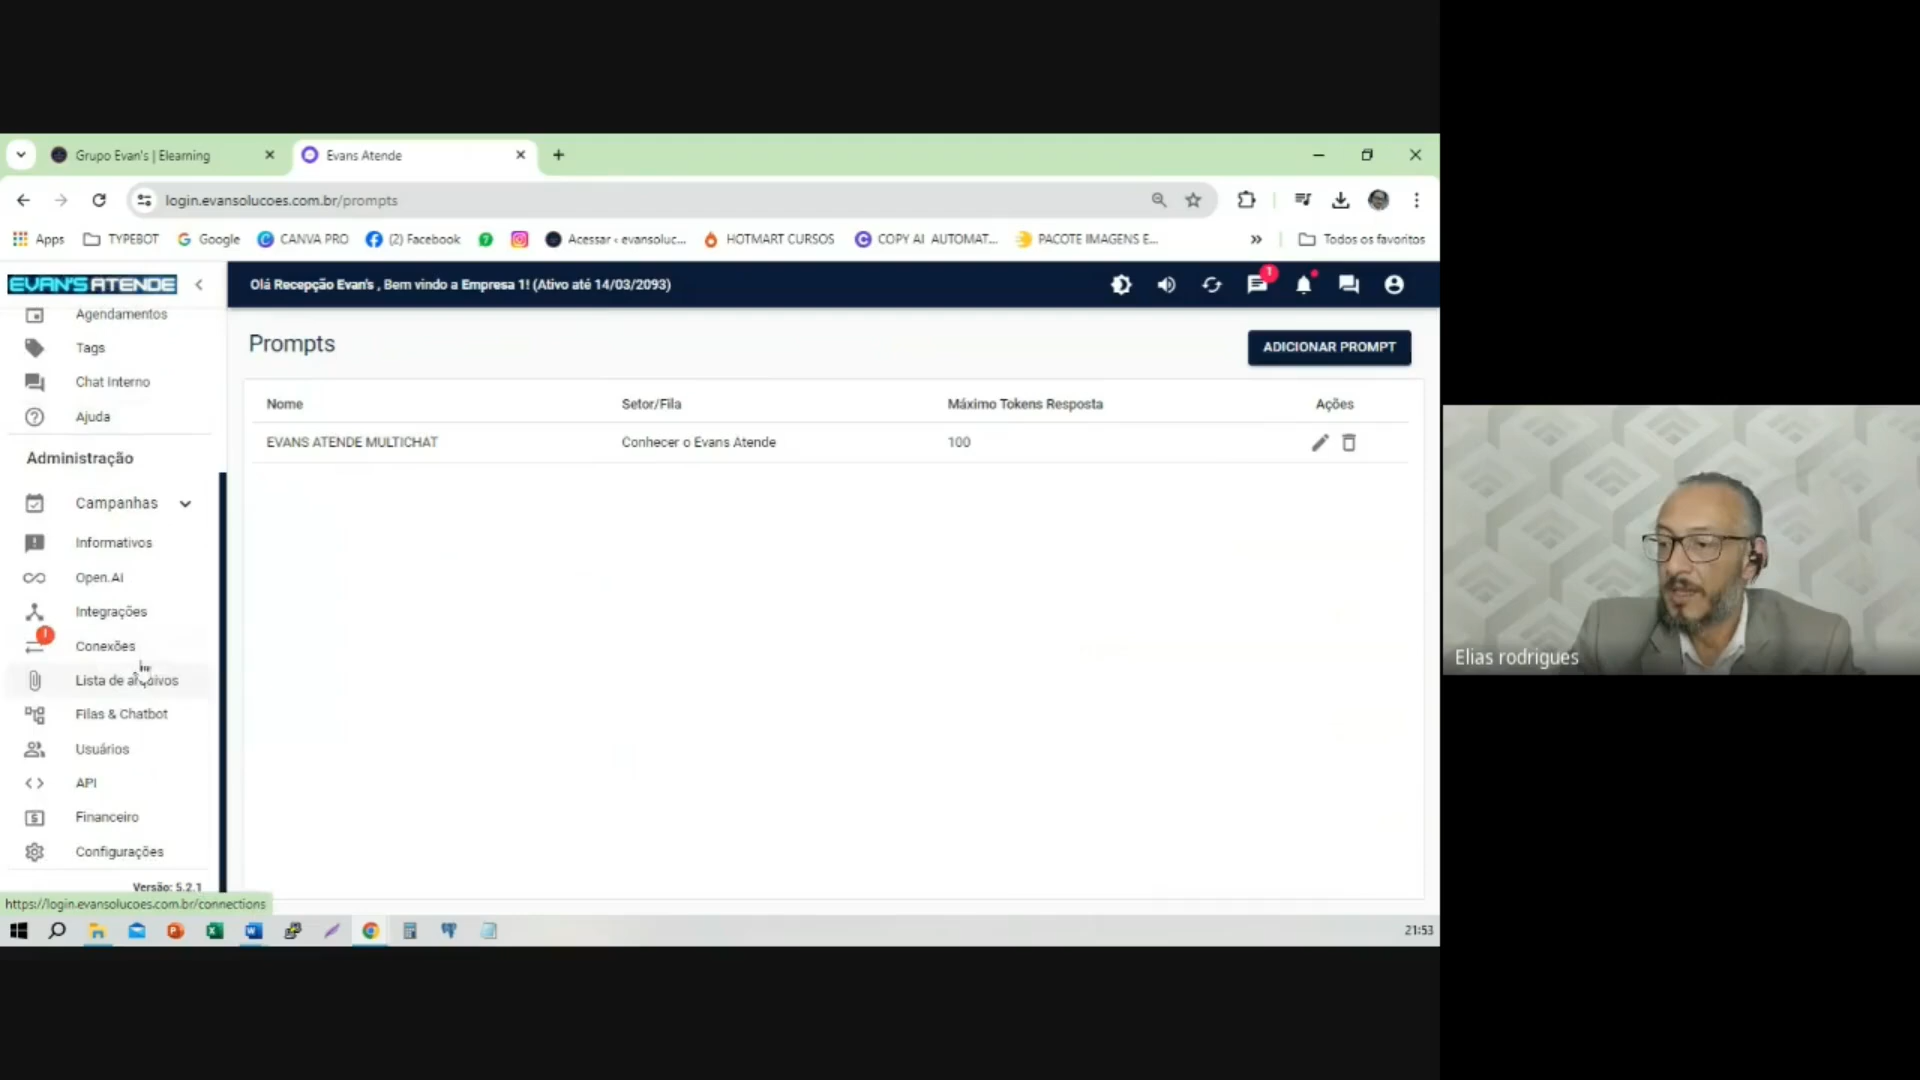 Grupo Evan's | Elearning
Evans Atende
login.evansolucoes.com.br/prompts
Apps
TYPEBOT
Google
CANVA PRO
(2) Facebook
Acessar ‹ evansoluc...
HOTMART CURSOS
COPY AI AUTOMAT...
PACOTE IMAGENS E...
»
Todos os favoritos
EVAN'S ATENDE
Olá Recepção Evan's , Bem vindo a Empresa 1! (Ativo até 14/03/2093)
1
Agendamentos
Tags
Chat Interno
Ajuda
Administração
Campanhas
Informativos
Open.AI
Integrações
!
Conexões
Lista de arquivos
Filas & Chatbot
Usuários
API
Financeiro
Configurações
Versão: 5.2.1
Prompts
ADICIONAR PROMPT
Nome
Setor/Fila
Máximo Tokens Resposta
Ações
EVANS ATENDE MULTICHAT
Conhecer o Evans Atende
100
https://login.evansolucoes.com.br/connections
21:53
Elias rodrigues